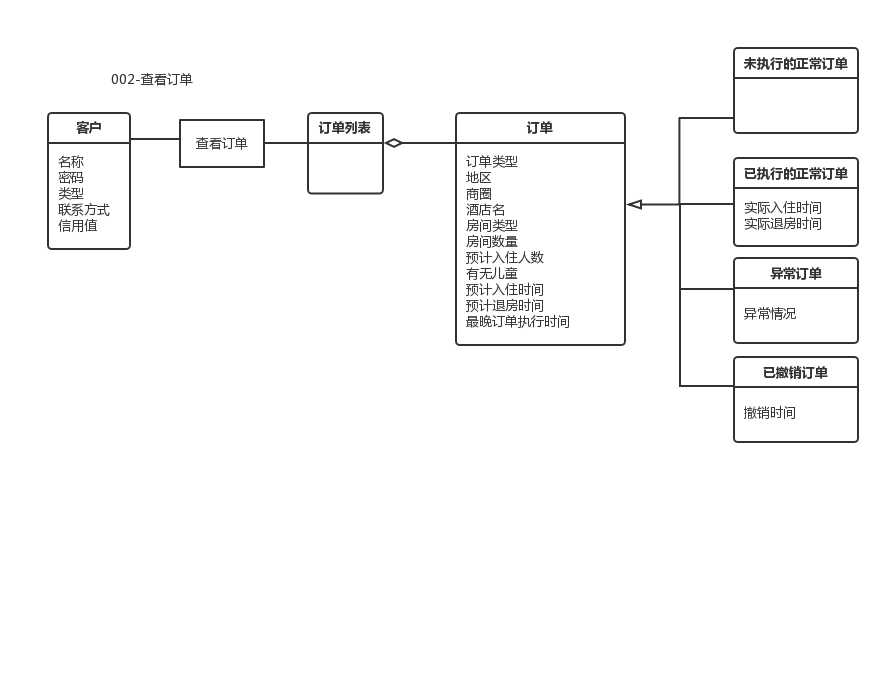 002-查看订单
客户
名称
密码
类型
联系方式
信用值
查看订单
订单列表
订单
订单类型
地区
商圈
酒店名
房间类型
房间数量
预计入住人数
有无儿童
预计入住时间
预计退房时间
最晚订单执行时间
未执行的正常订单
已执行的正常订单
实际入住时间
实际退房时间
异常订单
异常情况
已撤销订单
撤销时间